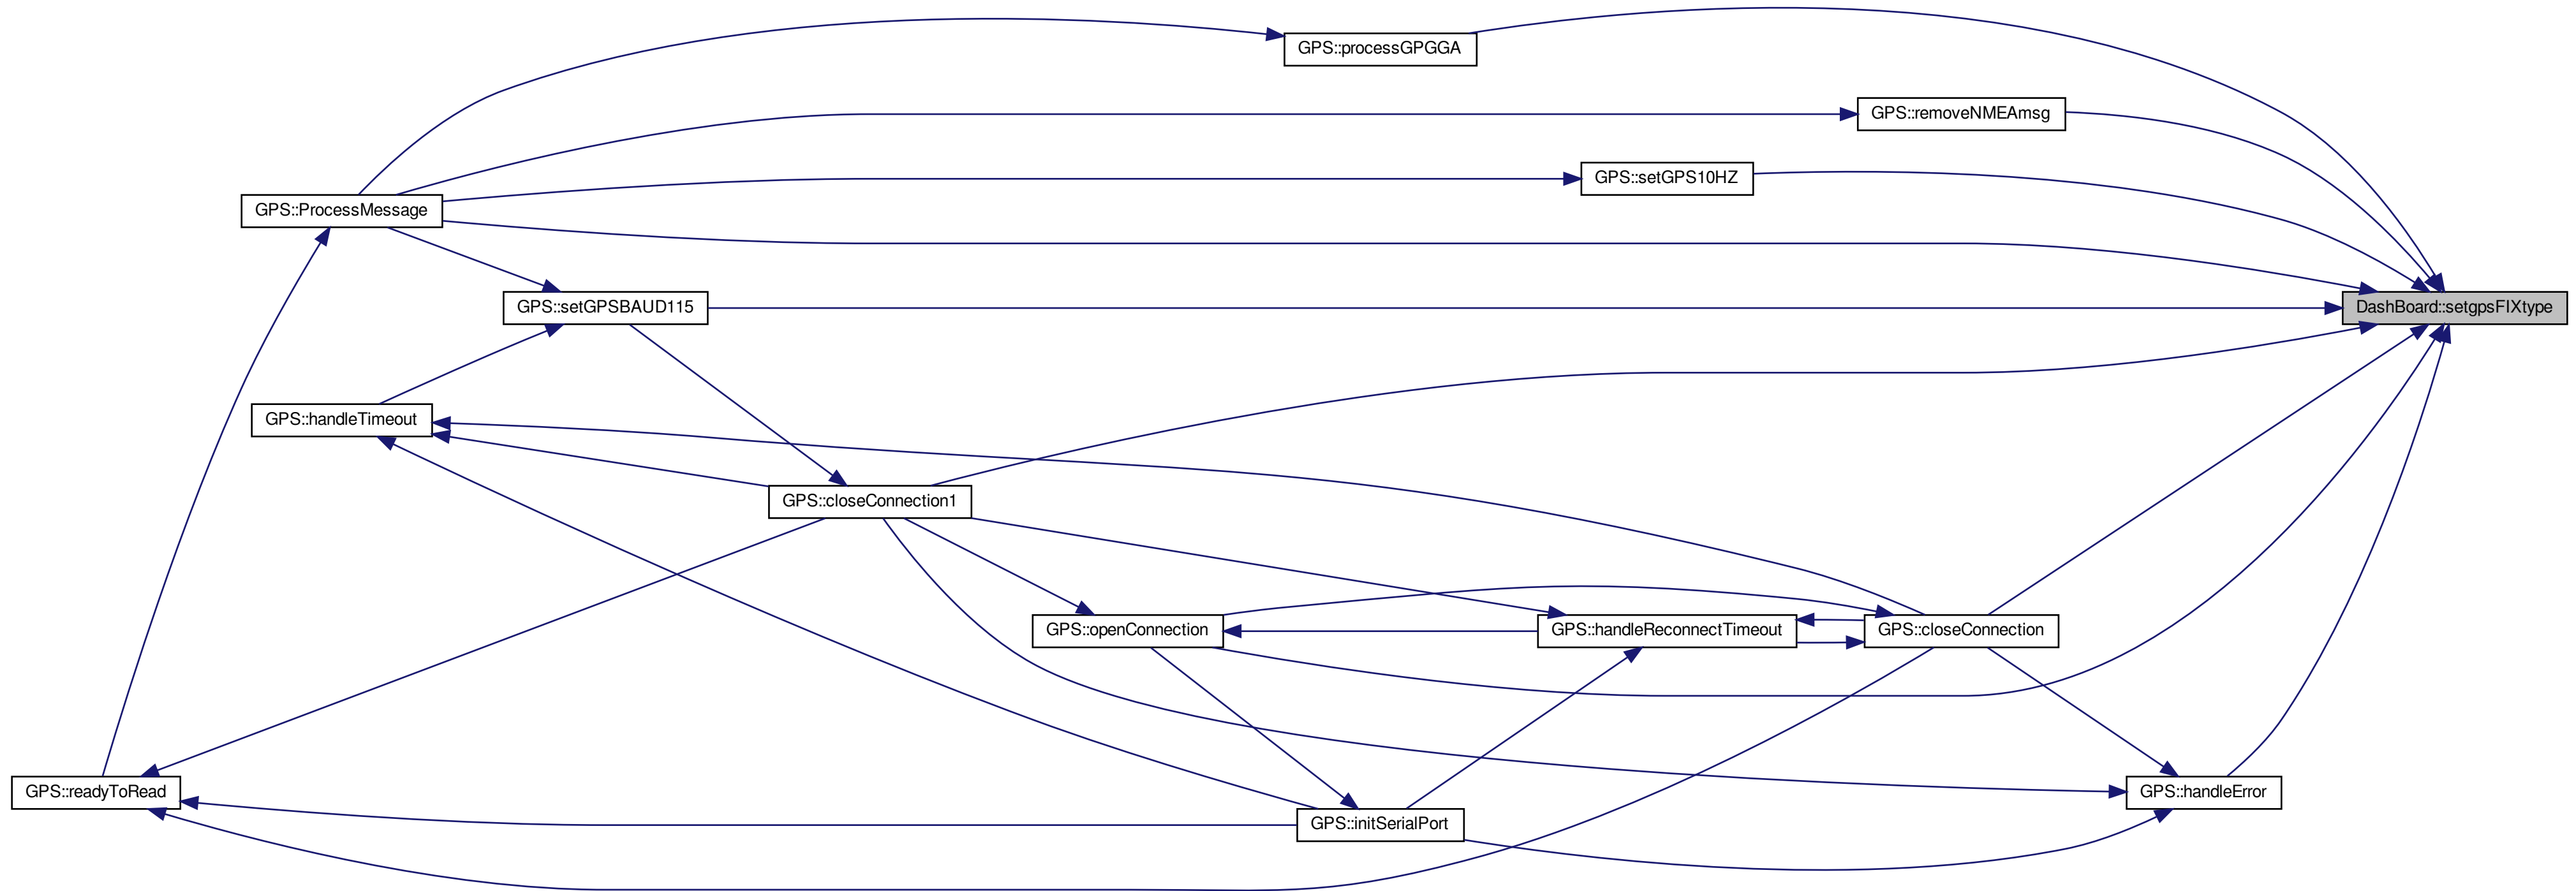 GPS::processGPGGA
GPS::removeNMEAmsg
GPS::setGPS10HZ
GPS::ProcessMessage
GPS::setGPSBAUD115
DashBoard::setgpsFIXtype
GPS::handleTimeout
GPS::closeConnection1
GPS::openConnection
GPS::handleReconnectTimeout
GPS::closeConnection
GPS::readyToRead
GPS::handleError
GPS::initSerialPort